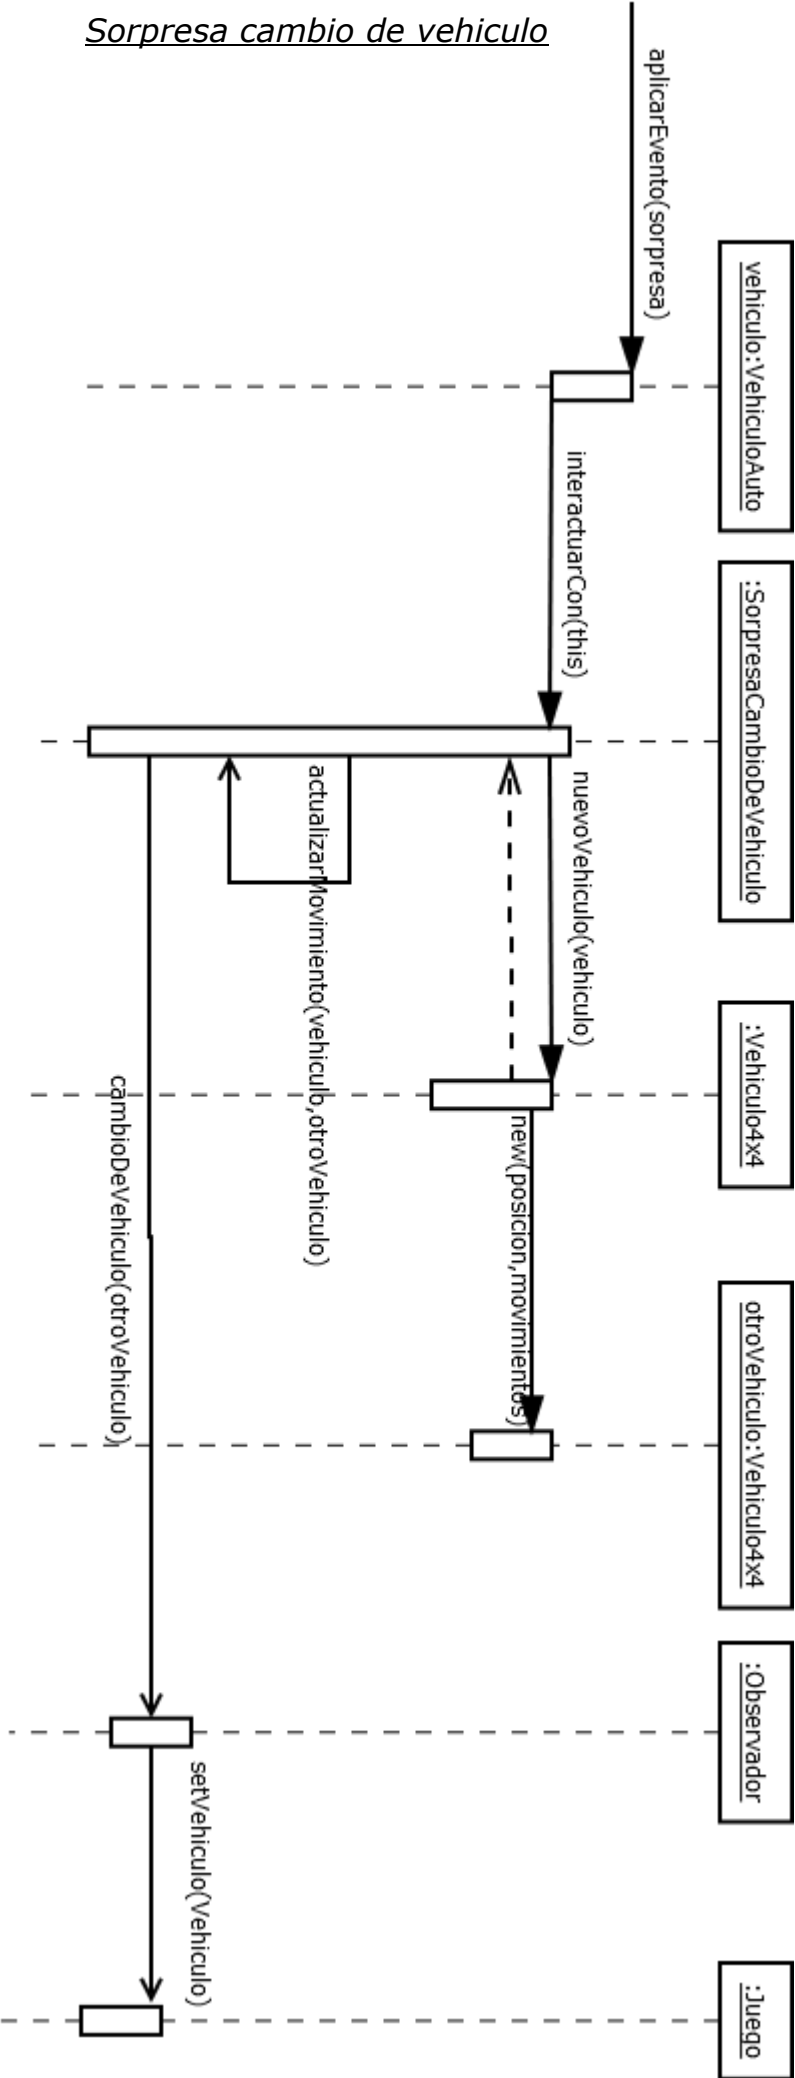 Sorpresa cambio de vehiculo
vehiculo:VehiculoAuto
:SorpresaCambioDeVehiculo
:Vehiculo4x4
otroVehiculo:Vehiculo4x4
:Observador
:Juego
aplicarEvento(sorpresa)
interactuarCon(this)
nuevoVehiculo(vehiculo)
new(posicion,movimientos)
actualizarMovimiento(vehiculo,otroVehiculo)
cambioDeVehiculo(otroVehiculo)
setVehiculo(Vehiculo)